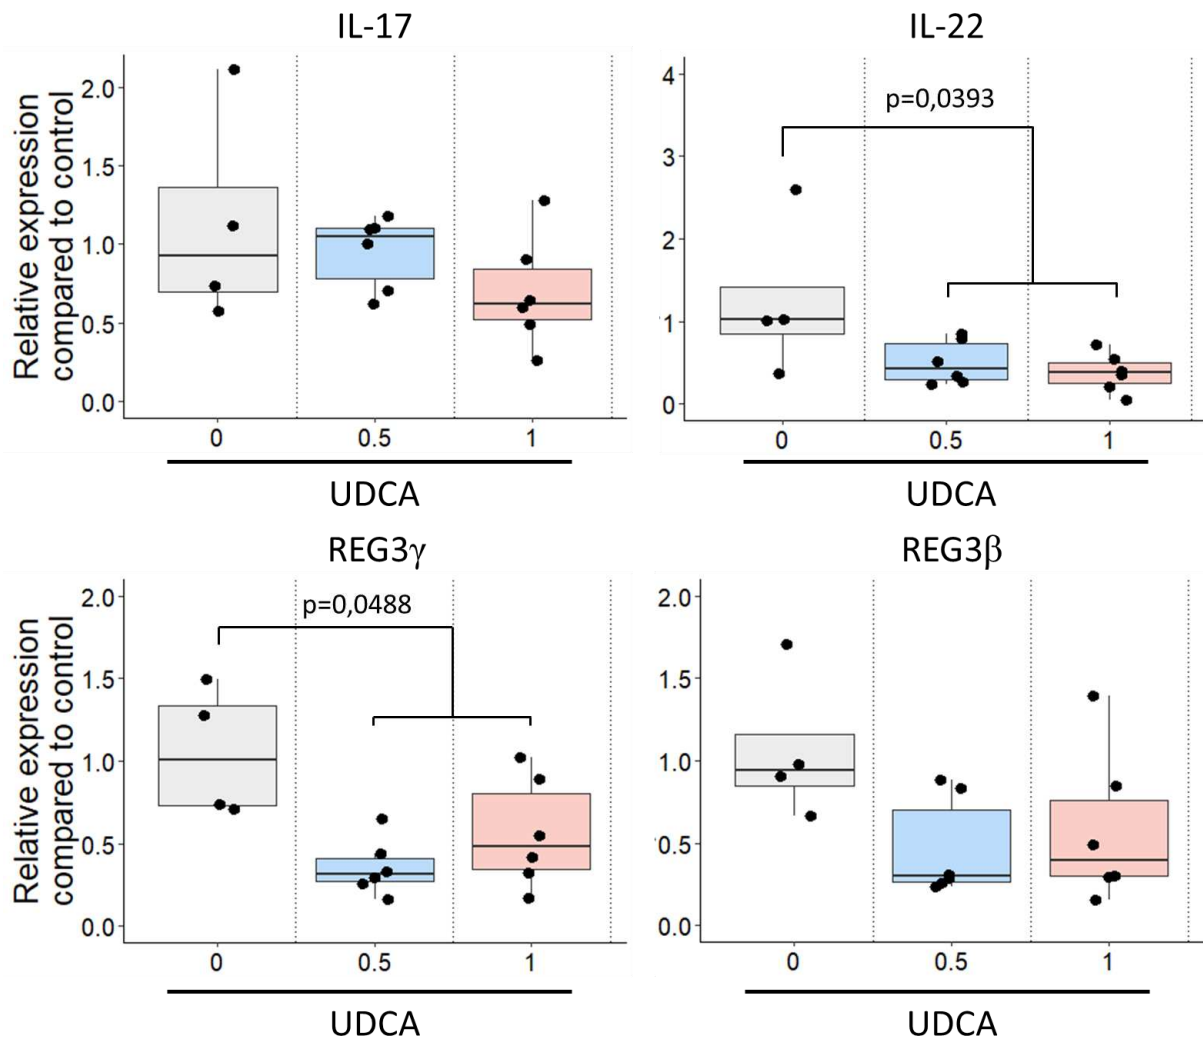 IL-17
Relative expression
compared to control
2.0
1.5
1.0
0.5
0.0
0 0.5 1
UDCA
IL-22
4
3
2
1
0
p=0,0393
0 0.5 1
UDCA
REG3γ
Relative expression
compared to control
2.0
1.5
1.0
0.5
0.0
p=0,0488
0 0.5 1
UDCA
REG3β
2.0
1.5
1.0
0.5
0.0
0 0.5 1
UDCA